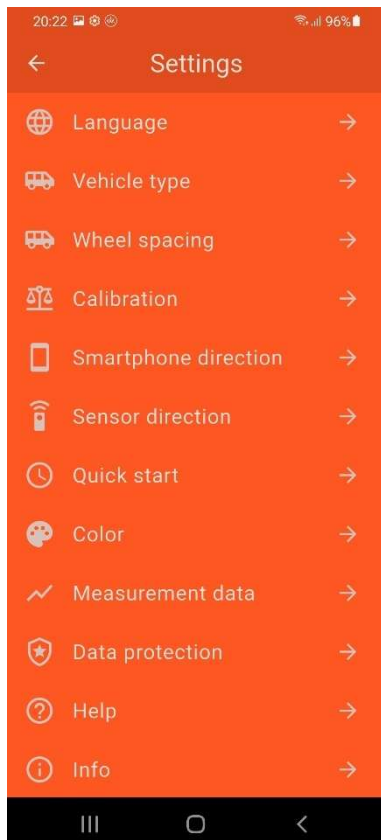 20:22 96%
Settings
Language
Vehicle type
Wheel spacing
Calibration
Smartphone direction
Sensor direction
Quick start
Color
Measurement data
Data protection
Help
Info